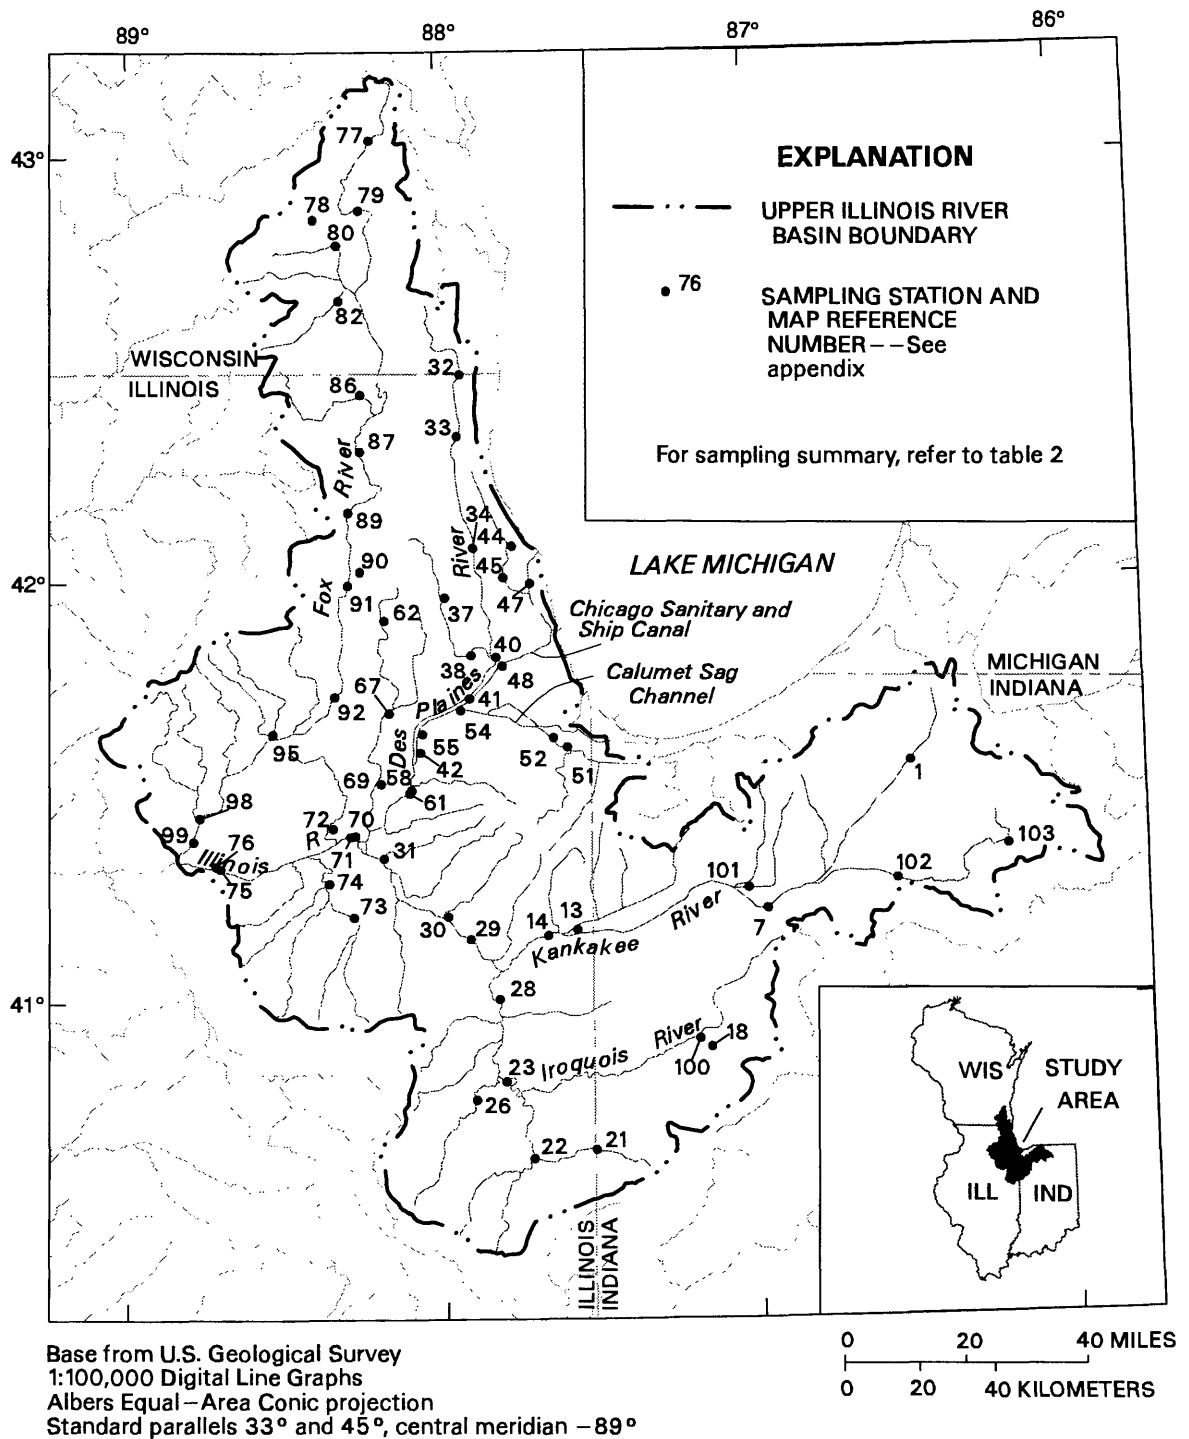 89° 88° 87° 86°
43°
42°
41°
EXPLANATION
UPPER ILLINOIS RIVER
BASIN BOUNDARY
76
SAMPLING STATION AND
MAP REFERENCE
NUMBER––See
appendix
For sampling summary, refer to table 2
77
78
79
80
82
WISCONSIN
ILLINOIS
32
86
33
87
River
89
34
44
45
River
LAKE MICHIGAN
90
91
Fox
62
37
47
Chicago Sanitary and
Ship Canal
40
38
48
Calumet Sag
Channel
MICHIGAN
INDIANA
67
92
Plaines
41
54
95
Des
55
42
52
51
1
69
58
61
98
99
76
72
70
R
71
31
Illinois
75
74
73
103
102
101
7
River
30
29
14
13
Kankakee
28
River
18
100
Iroquois
23
26
22
21
ILLINOIS
INDIANA
WIS
STUDY
AREA
ILL
IND
Base from U.S. Geological Survey
1:100,000 Digital Line Graphs
Albers Equal–Area Conic projection
Standard parallels 33° and 45°, central meridian –89°
0 20 40 MILES
0 20 40 KILOMETERS